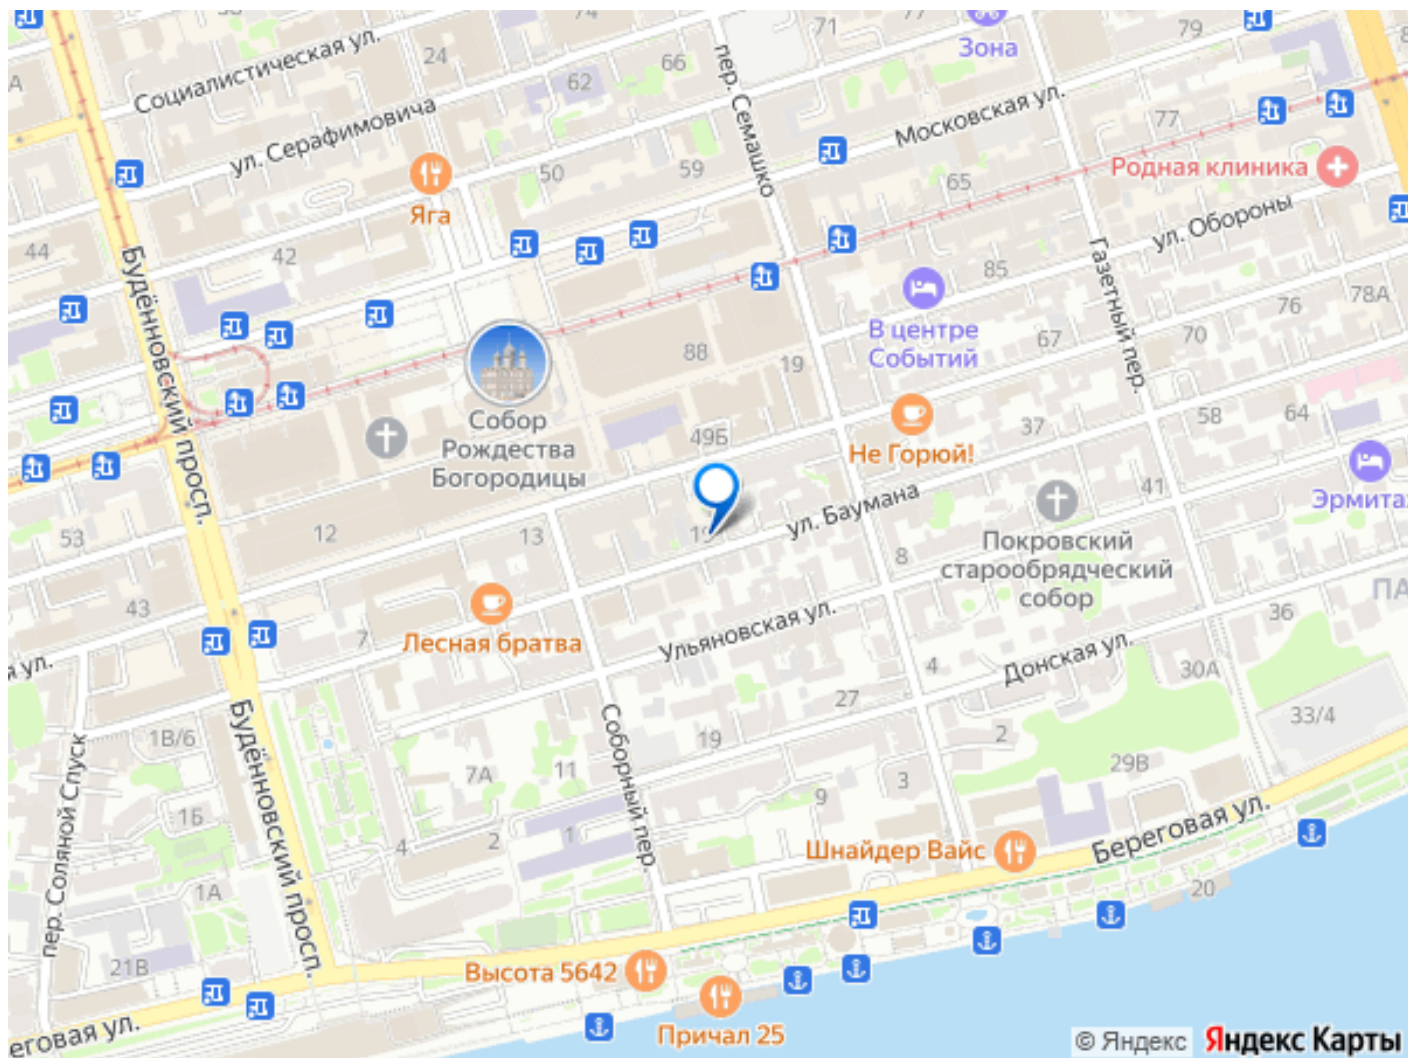 74
71
77
79
Социалистическая ул.
24
66
62
пер. Семашко
Зона
ул. Серафимовича
Московская ул.
77
Яга
50
59
65
Родная клиника
ул. Обороны
44
42
Будённовский просп.
85
Газетный пер.
76
78А
В центре
Событий
67
70
88
19
Собор
Рождества
Богородицы
49Б
Не Горюй!
37
58
64
41
Эрмита
53
12
13
ул. Баумана
Покровский
старообрядческий
собор
8
43
7
Лесная братва
Ульяновская ул.
36
ПА
я ул.
4
Донская ул.
30А
27
33/4
Будённовский просп.
1В/6
Соборный пер.
19
2
пер. Соляной Спуск
7А
11
3
29В
9
1Б
1
2
4
Шнайдер Вайс
Береговая ул.
1А
20
21В
Высота 5642
Причал 25
еговая ул.
© Яндекс Яндекс Карты